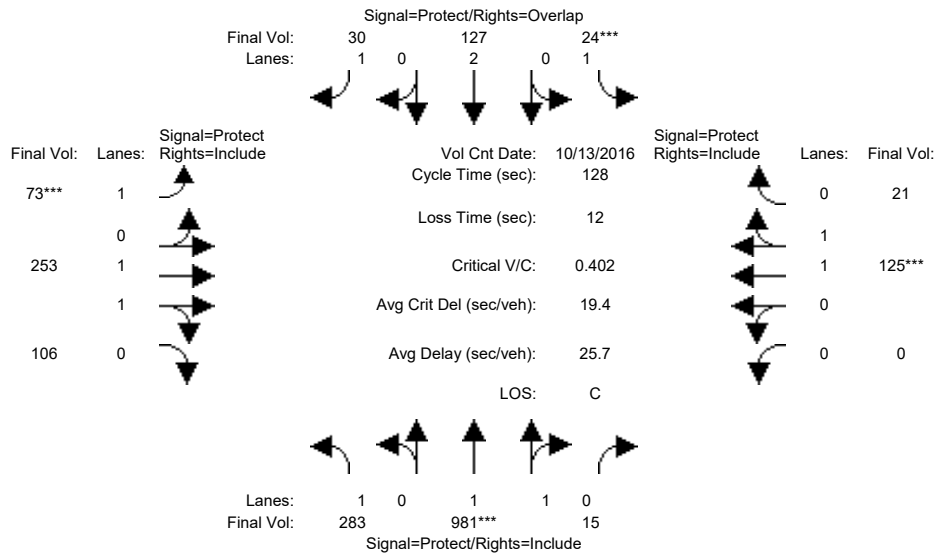 Signal=Protect/Rights=Overlap
Final Vol: 30 127 24***
Lanes: 1 0 2 0 1
Signal=Protect Signal=Protect
Final Vol: Lanes: Rights=Include Vol Cnt Date: 10/13/2016 Rights=Include Lanes: Final Vol:
Cycle Time (sec): 128
73*** 1 0 21
Loss Time (sec): 12
0 1
253 1 Critical V/C: 0.402 1 125***
1 Avg Crit Del (sec/veh): 19.4 0
106 0 Avg Delay (sec/veh): 25.7 0 0
LOS: C
Lanes: 1 0 1 1 0
Final Vol: 283 981*** 15
Signal=Protect/Rights=Include